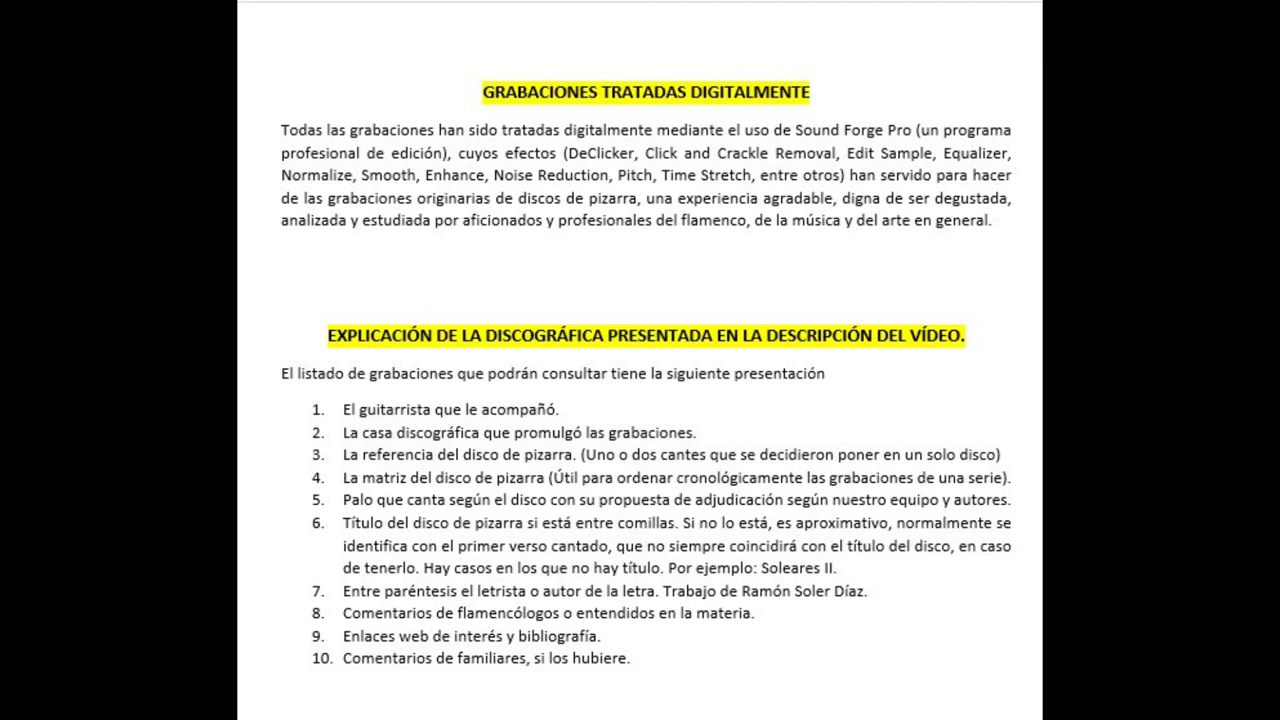 GRABACIONES TRATADAS DIGITALMENTE
Todas las grabaciones han sido tratadas digitalmente mediante el uso de Sound Forge Pro (un programa
profesional de edición), cuyos efectos (DeClicker, Click and Crackle Removal, Edit Sample, Equalizer,
Normalize, Smooth, Enhance, Noise Reduction, Pitch, Time Stretch, entre otros) han servido para hacer
de las grabaciones originarias de discos de pizarra, una experiencia agradable, digna de ser degustada,
analizada y estudiada por aficionados y profesionales del flamenco, de la música y del arte en general.
EXPLICACIÓN DE LA DISCOGRÁFICA PRESENTADA EN LA DESCRIPCIÓN DEL VÍDEO.
El listado de grabaciones que podrán consultar tiene la siguiente presentación
1. El guitarrista que le acompañó.
2. La casa discográfica que promulgó las grabaciones.
3. La referencia del disco de pizarra. (Uno o dos cantes que se decidieron poner en un solo disco)
4. La matriz del disco de pizarra (Útil para ordenar cronológicamente las grabaciones de una serie).
5. Palo que canta según el disco con su propuesta de adjudicación según nuestro equipo y autores.
6. Título del disco de pizarra si está entre comillas. Si no lo está, es aproximativo, normalmente se
identifica con el primer verso cantado, que no siempre coincidirá con el título del disco, en caso
de tenerlo. Hay casos en los que no hay título. Por ejemplo: Soleares II.
7. Entre paréntesis el letrista o autor de la letra. Trabajo de Ramón Soler Díaz.
8. Comentarios de flamencólogos o entendidos en la materia.
9. Enlaces web de interés y bibliografía.
10. Comentarios de familiares, si los hubiere.